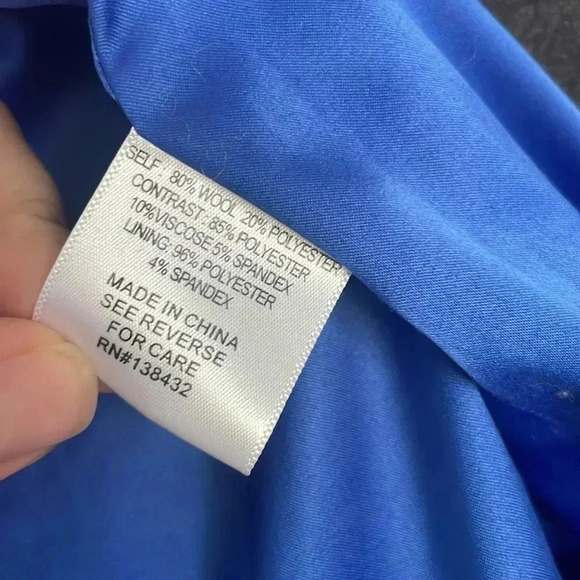 SELF: 80% WOOL 20% POLYESTER
CONTRAST: 85% POLYESTER
10%VISCOSE 5% SPANDEX
LINING: 96% POLYESTER
4% SPANDEX
MADE IN CHINA
SEE REVERSE
FOR CARE
RN#138432